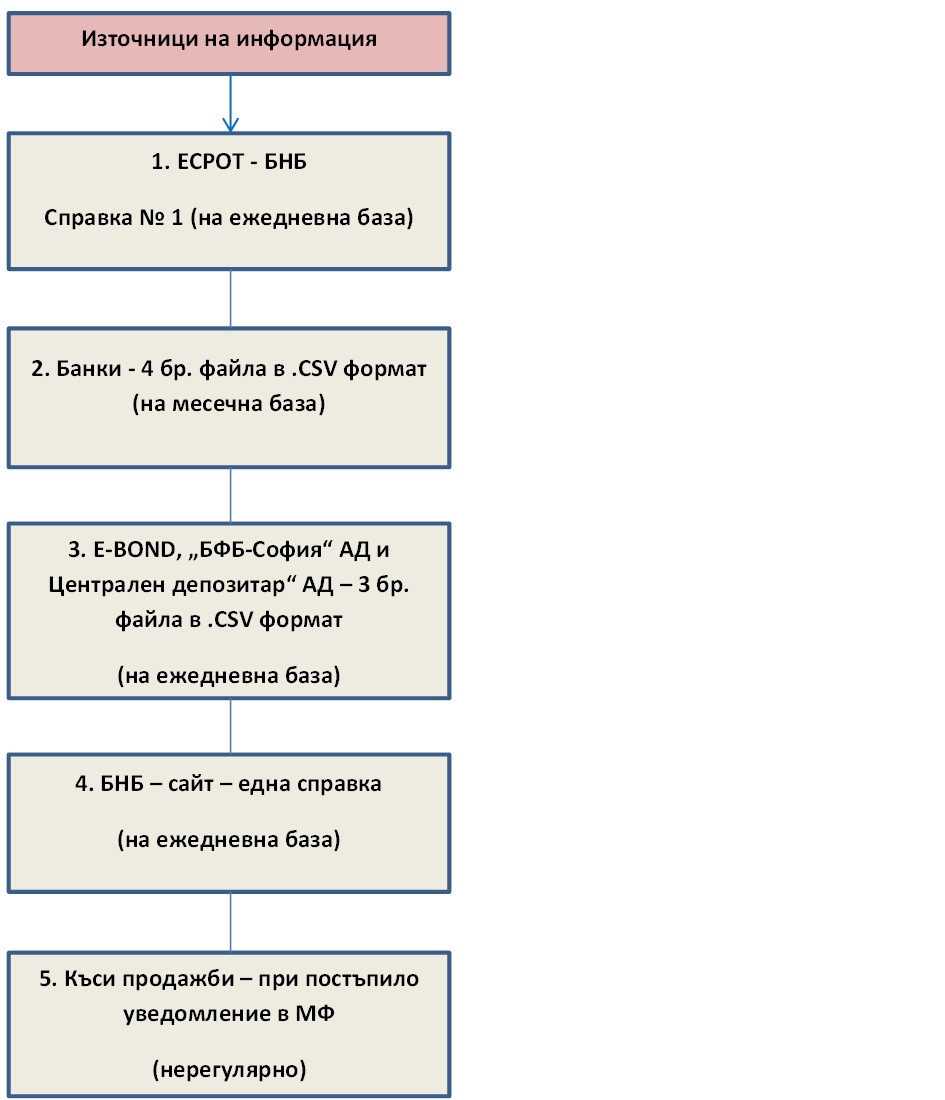 Източници на информация
1. ЕСРОТ - БНБ
Справка № 1 (на ежедневна база)
2. Банки - 4 бр. файла в .CSV формат
(на месечна база)
3. E-BOND, „БФБ-София“ АД и
Централен депозитар“ АД – 3 бр.
файла в .CSV формат
(на ежедневна база)
4. БНБ – сайт – една справка
(на ежедневна база)
5. Къси продажби – при постъпило
уведомление в МФ
(нерегулярно)